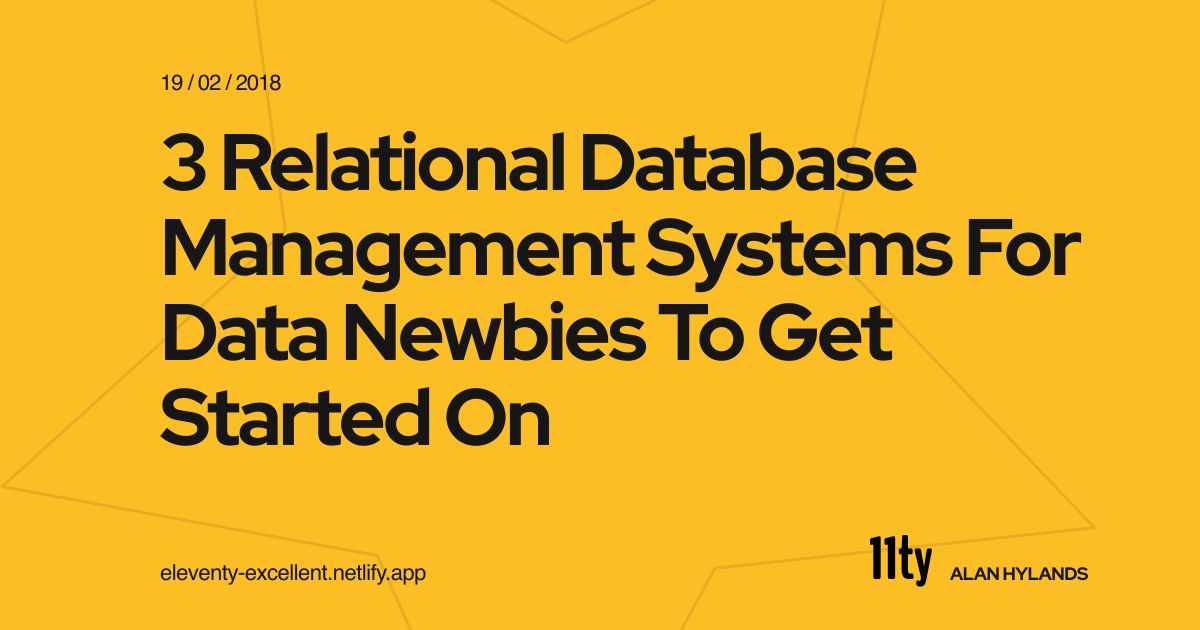 19 / 02 / 2018
3 Relational Database
Management Systems For
Data Newbies To Get
Started On
eleventy-excellent.netlify.app
11ty
ALAN HYLANDS